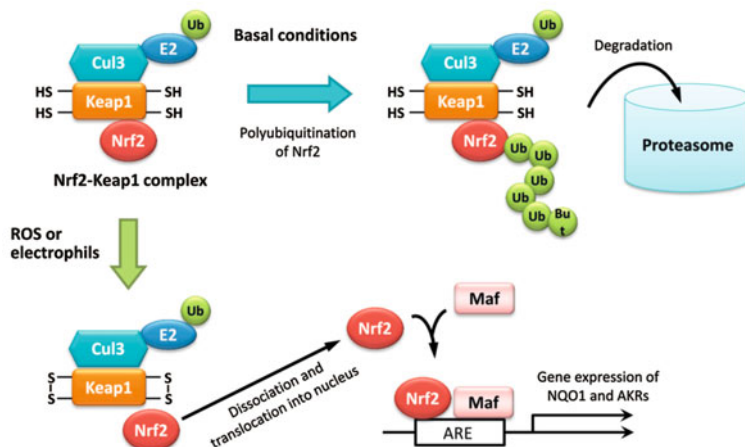 Ub
E2
Cul3
HS
SH
Keap1
HS
SH
Nrf2
Nrf2-Keap1 complex
Basal conditions
Polyubiquitination
of Nrf2
Ub
E2
Cul3
HS
SH
Keap1
HS
SH
Nrf2
Ub
Ub
Ub
Ub
Ub
Bu
t
Degradation
Proteasome
ROS or
electrophils
Ub
E2
Cul3
S
S
Keap1
S
S
Nrf2
Dissociation and
translocation into nucleus
Nrf2
Maf
Nrf2
Maf
ARE
Gene expression of
NQO1 and AKRs